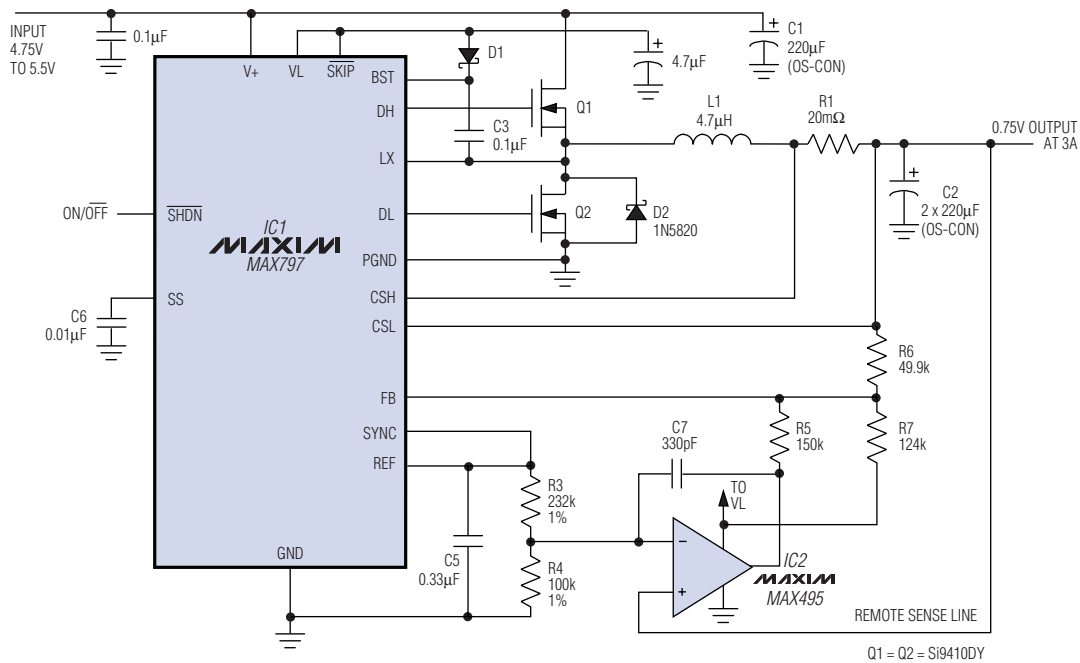 INPUT
4.75V
TO 5.5V
0.1μF
C1
220μF
(OS-CON)
4.7μF
V+
VL
SKIP
D1
BST
DH
Q1
C3
0.1μF
LX
L1
4.7μH
R1
20mΩ
0.75V OUTPUT
AT 3A
C2
2 x 220μF
(OS-CON)
ON/OFF
SHDN
IC1
MAXIM
MAX797
DL
Q2
D2
1N5820
PGND
SS
C6
0.01μF
CSH
CSL
R6
49.9k
FB
SYNC
REF
C7
330pF
R5
150k
R7
124k
TO
VL
R3
232k
1%
C5
0.33μF
R4
100k
1%
GND
−
+
IC2
MAXIM
MAX495
REMOTE SENSE LINE
Q1 = Q2 = Si9410DY
+
+
+